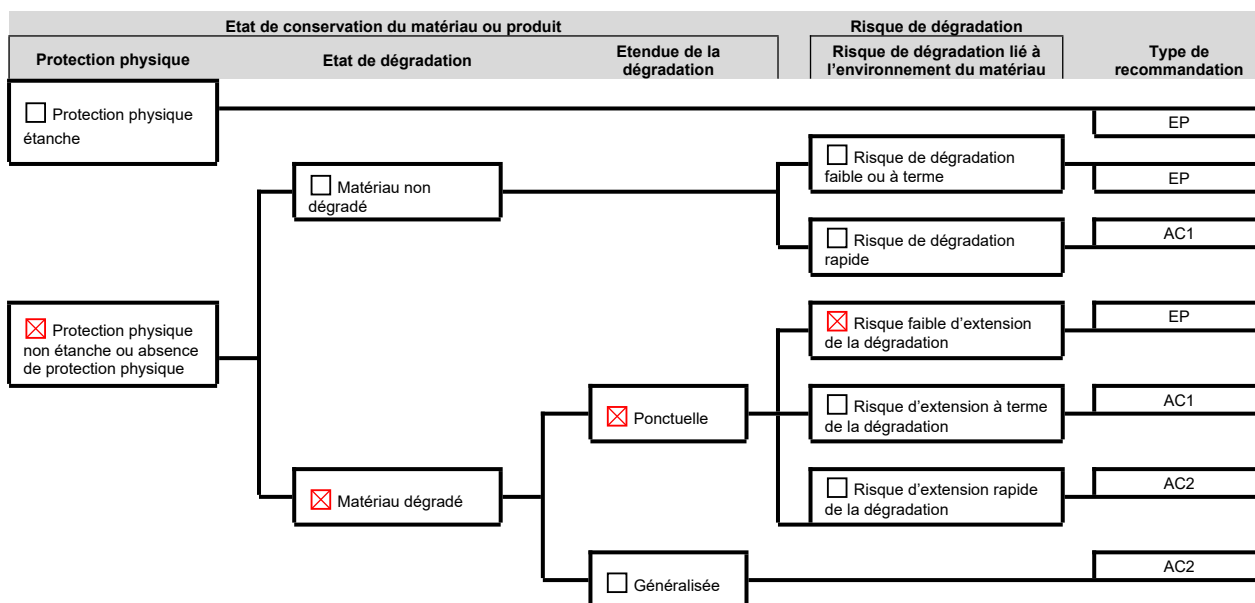 Etat de conservation du matériau ou produit
Risque de dégradation
Protection physique
Etat de dégradation
Etendue de la
dégradation
Risque de dégradation lié à
l'environnement du matériau
Type de
recommandation
Protection physique
étanche
EP
Matériau non
dégradé
Risque de dégradation
faible ou à terme
EP
Risque de dégradation
rapide
AC1
Protection physique
non étanche ou absence
de protection physique
Risque faible d'extension
de la dégradation
EP
Ponctuelle
Risque d'extension à terme
de la dégradation
AC1
Matériau dégradé
Risque d'extension rapide
de la dégradation
AC2
Généralisée
AC2